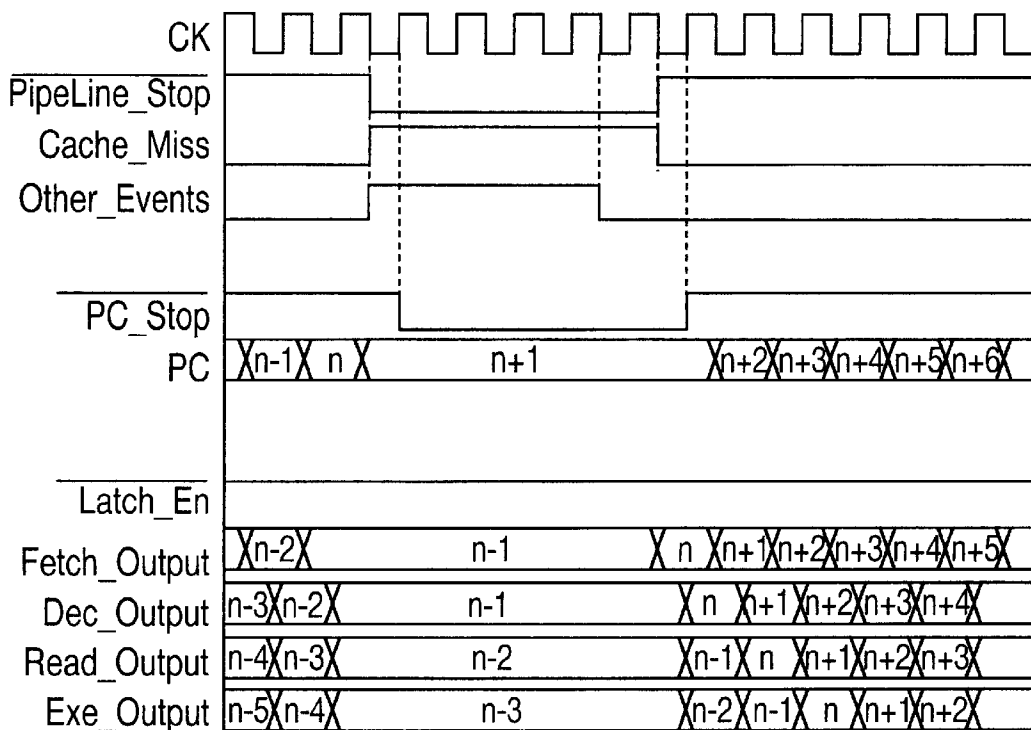 CK
PipeLine_Stop
Cache_Miss
Other_Events
PC_Stop
PC n-1 n n+1 n+2 n+3 n+4 n+5 n+6
Latch_En
Fetch_Output n-2 n-1 n n+1 n+2 n+3 n+4 n+5
Dec_Output n-3 n-2 n-1 n n+1 n+2 n+3 n+4
Read_Output n-4 n-3 n-2 n-1 n n+1 n+2 n+3
Exe_Output n-5 n-4 n-3 n-2 n-1 n n+1 n+2